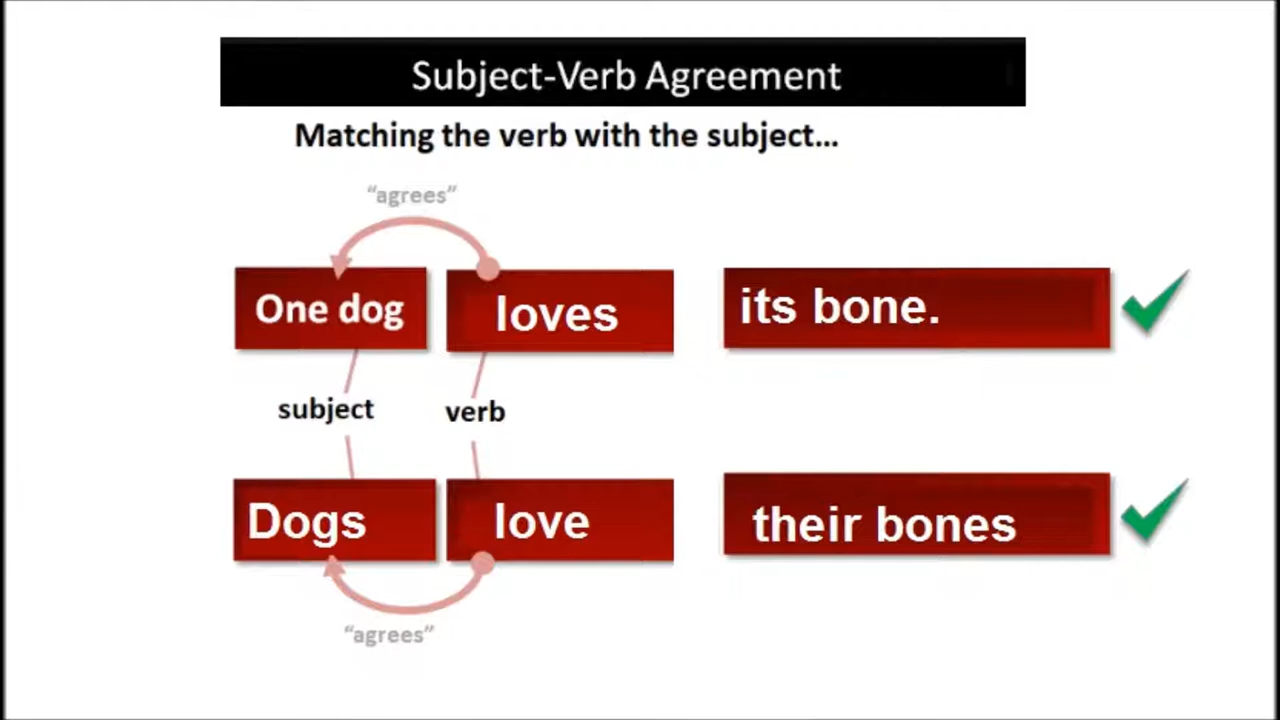 Subject-Verb Agreement
Matching the verb with the subject...
“agrees”
One dog loves its bone.
subject verb
Dogs love their bones
“agrees”